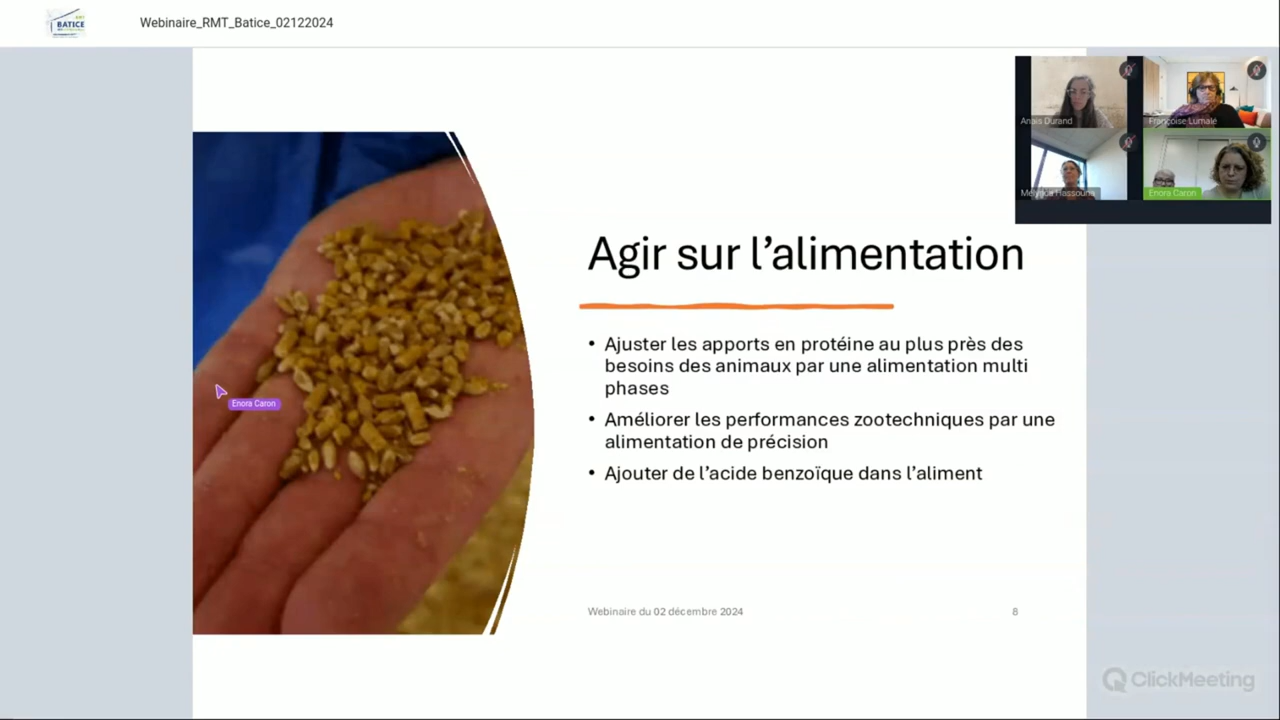 BATICE
Webinaire_RMT_Batice_02122024
Anaïs Durand
Françoise Lumalé
Mélynda Hassouna
Enora Caron
Agir sur l’alimentation
• Ajuster les apports en protéine au plus près des
besoins des animaux par une alimentation multi
phases
• Améliorer les performances zootechniques par une
alimentation de précision
• Ajouter de l’acide benzoïque dans l’aliment
Enora Caron
Webinaire du 02 décembre 2024
8
ClickMeeting